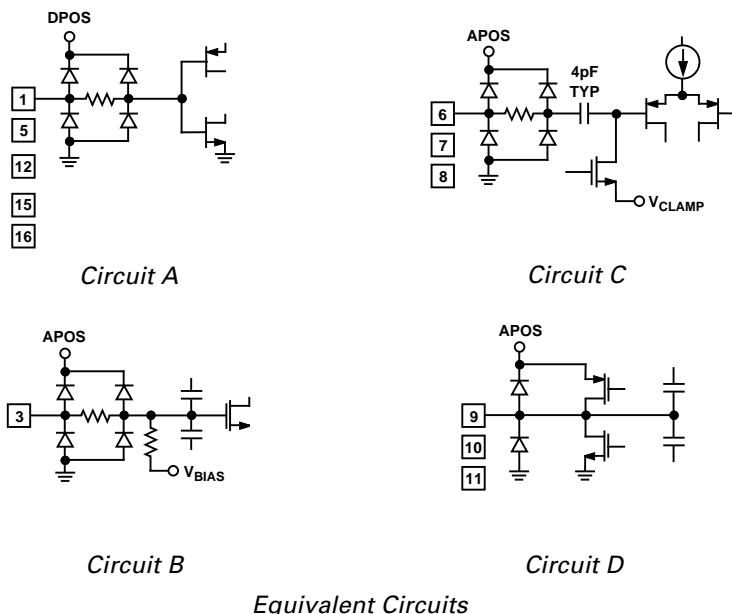 DPOS
1
5
12
15
16
Circuit A
APOS
4pF
TYP
6
7
8
VCLAMP
Circuit C
APOS
3
VBIAS
Circuit B
APOS
9
10
11
Circuit D
Equivalent Circuits